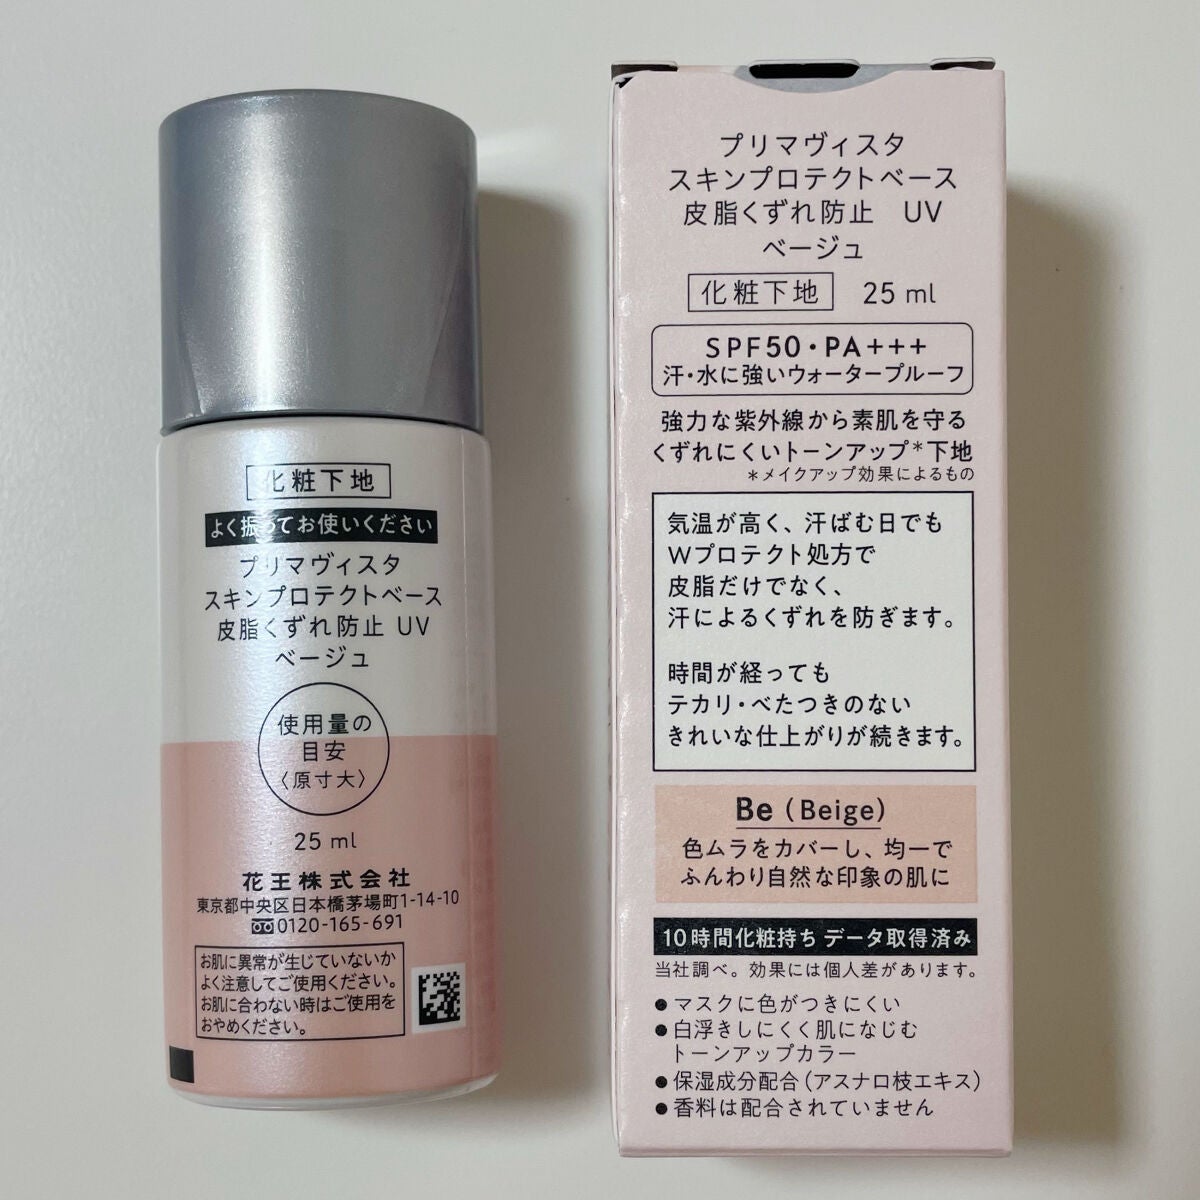 化粧下地
よく振ってお使いください
プリマヴィスタ
スキンプロテクトベース
皮脂くずれ防止 UV
ベージュ
使用量の
目安
〈原寸大〉
25 ml
花王株式会社
東京都中央区日本橋茅場町1-14-10
0120-165-691
お肌に異常が生じていないか
よく注意してご使用ください。
お肌に合わない時はご使用を
おやめください。
プリマヴィスタ
スキンプロテクトベース
皮脂くずれ防止 UV
ベージュ
化粧下地 25 ml
SPF50・PA+++
汗・水に強いウォータープルーフ
強力な紫外線から素肌を守る
くずれにくいトーンアップ*下地
*メイクアップ効果によるもの
気温が高く、汗ばむ日でも
Wプロテクト処方で
皮脂だけでなく、
汗によるくずれを防ぎます。
時間が経っても
テカリ・べたつきのない
きれいな仕上がりが続きます。
Be (Beige)
色ムラをカバーし、均一で
ふんわり自然な印象の肌に
10時間化粧持ち データ取得済み
当社調べ。効果には個人差があります。
●マスクに色がつきにくい
●白浮きしにくく肌になじむ
トーンアップカラー
●保湿成分配合(アスナロ枝エキス)
●香料は配合されていません